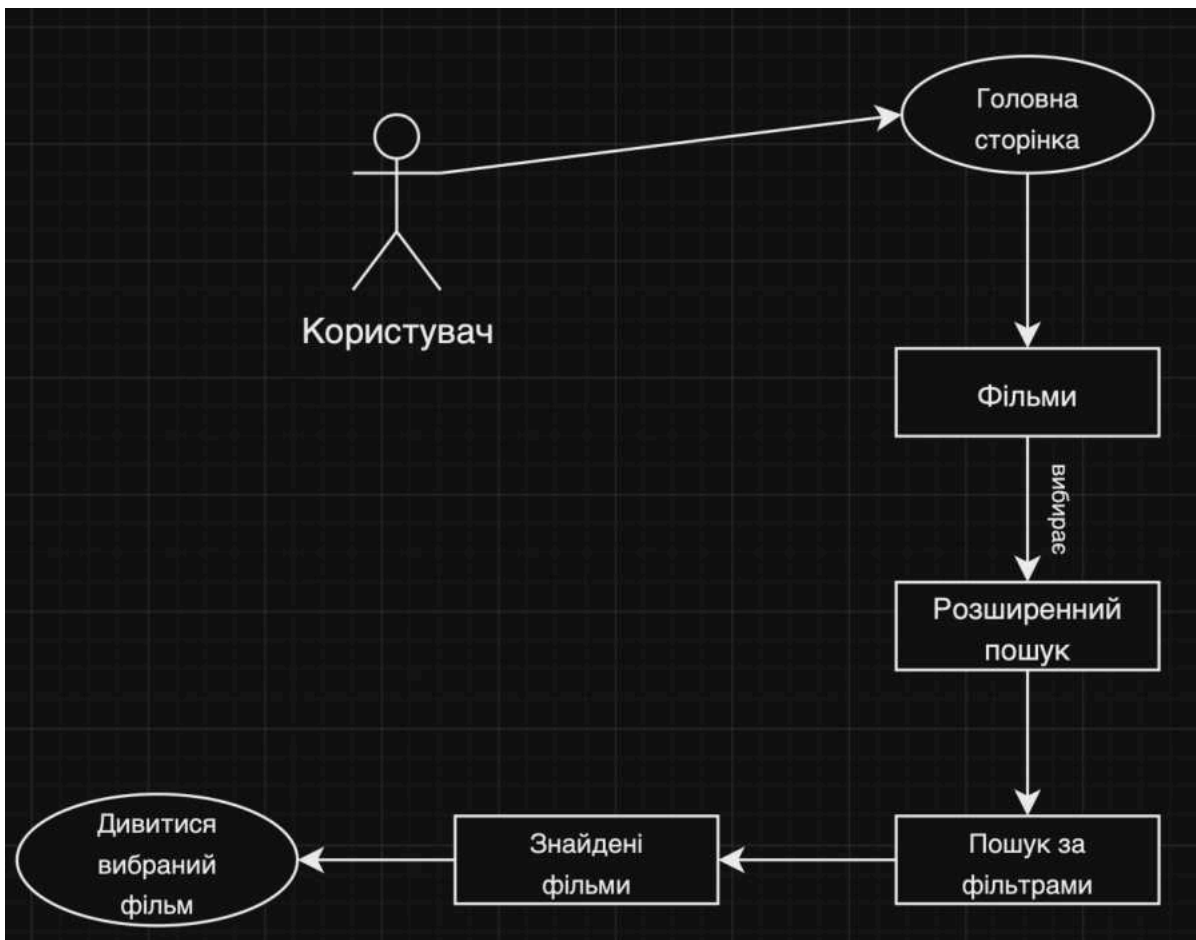 Головна
сторінка
Користувач
Фільми
вибирає
Розширенний
пошук
Пошук за
фільтрами
Знайдені
фільми
Дивитися
вибраний
фільм